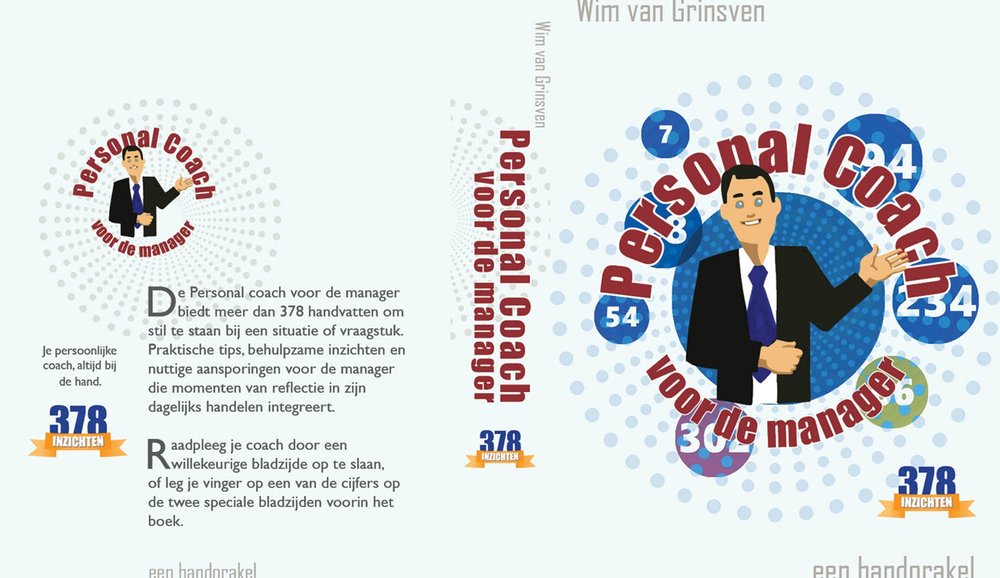 Personal Coach
voor de manager
De Personal coach voor de manager
biedt meer dan 378 handvatten om
stil te staan bij een situatie of vraagstuk.
Praktische tips, behulpzame inzichten en
nuttige aansporingen voor de manager
die momenten van reflectie in zijn
dagelijks handelen integreert.
Raadpleeg je coach door een
willekeurige bladzijde op te slaan,
of leg je vinger op een van de cijfers op
de twee speciale bladzijden voorin het
boek.
Je persoonlijke
coach, altijd bij
de hand.
378
INZICHTEN
een handorakel
Wim van Grinsven
Personal Coach
voor de manager
378
INZICHTEN
Wim van Grinsven
7
Personal Coach
54
234
voor de manager
302
378
INZICHTEN
een handorakel